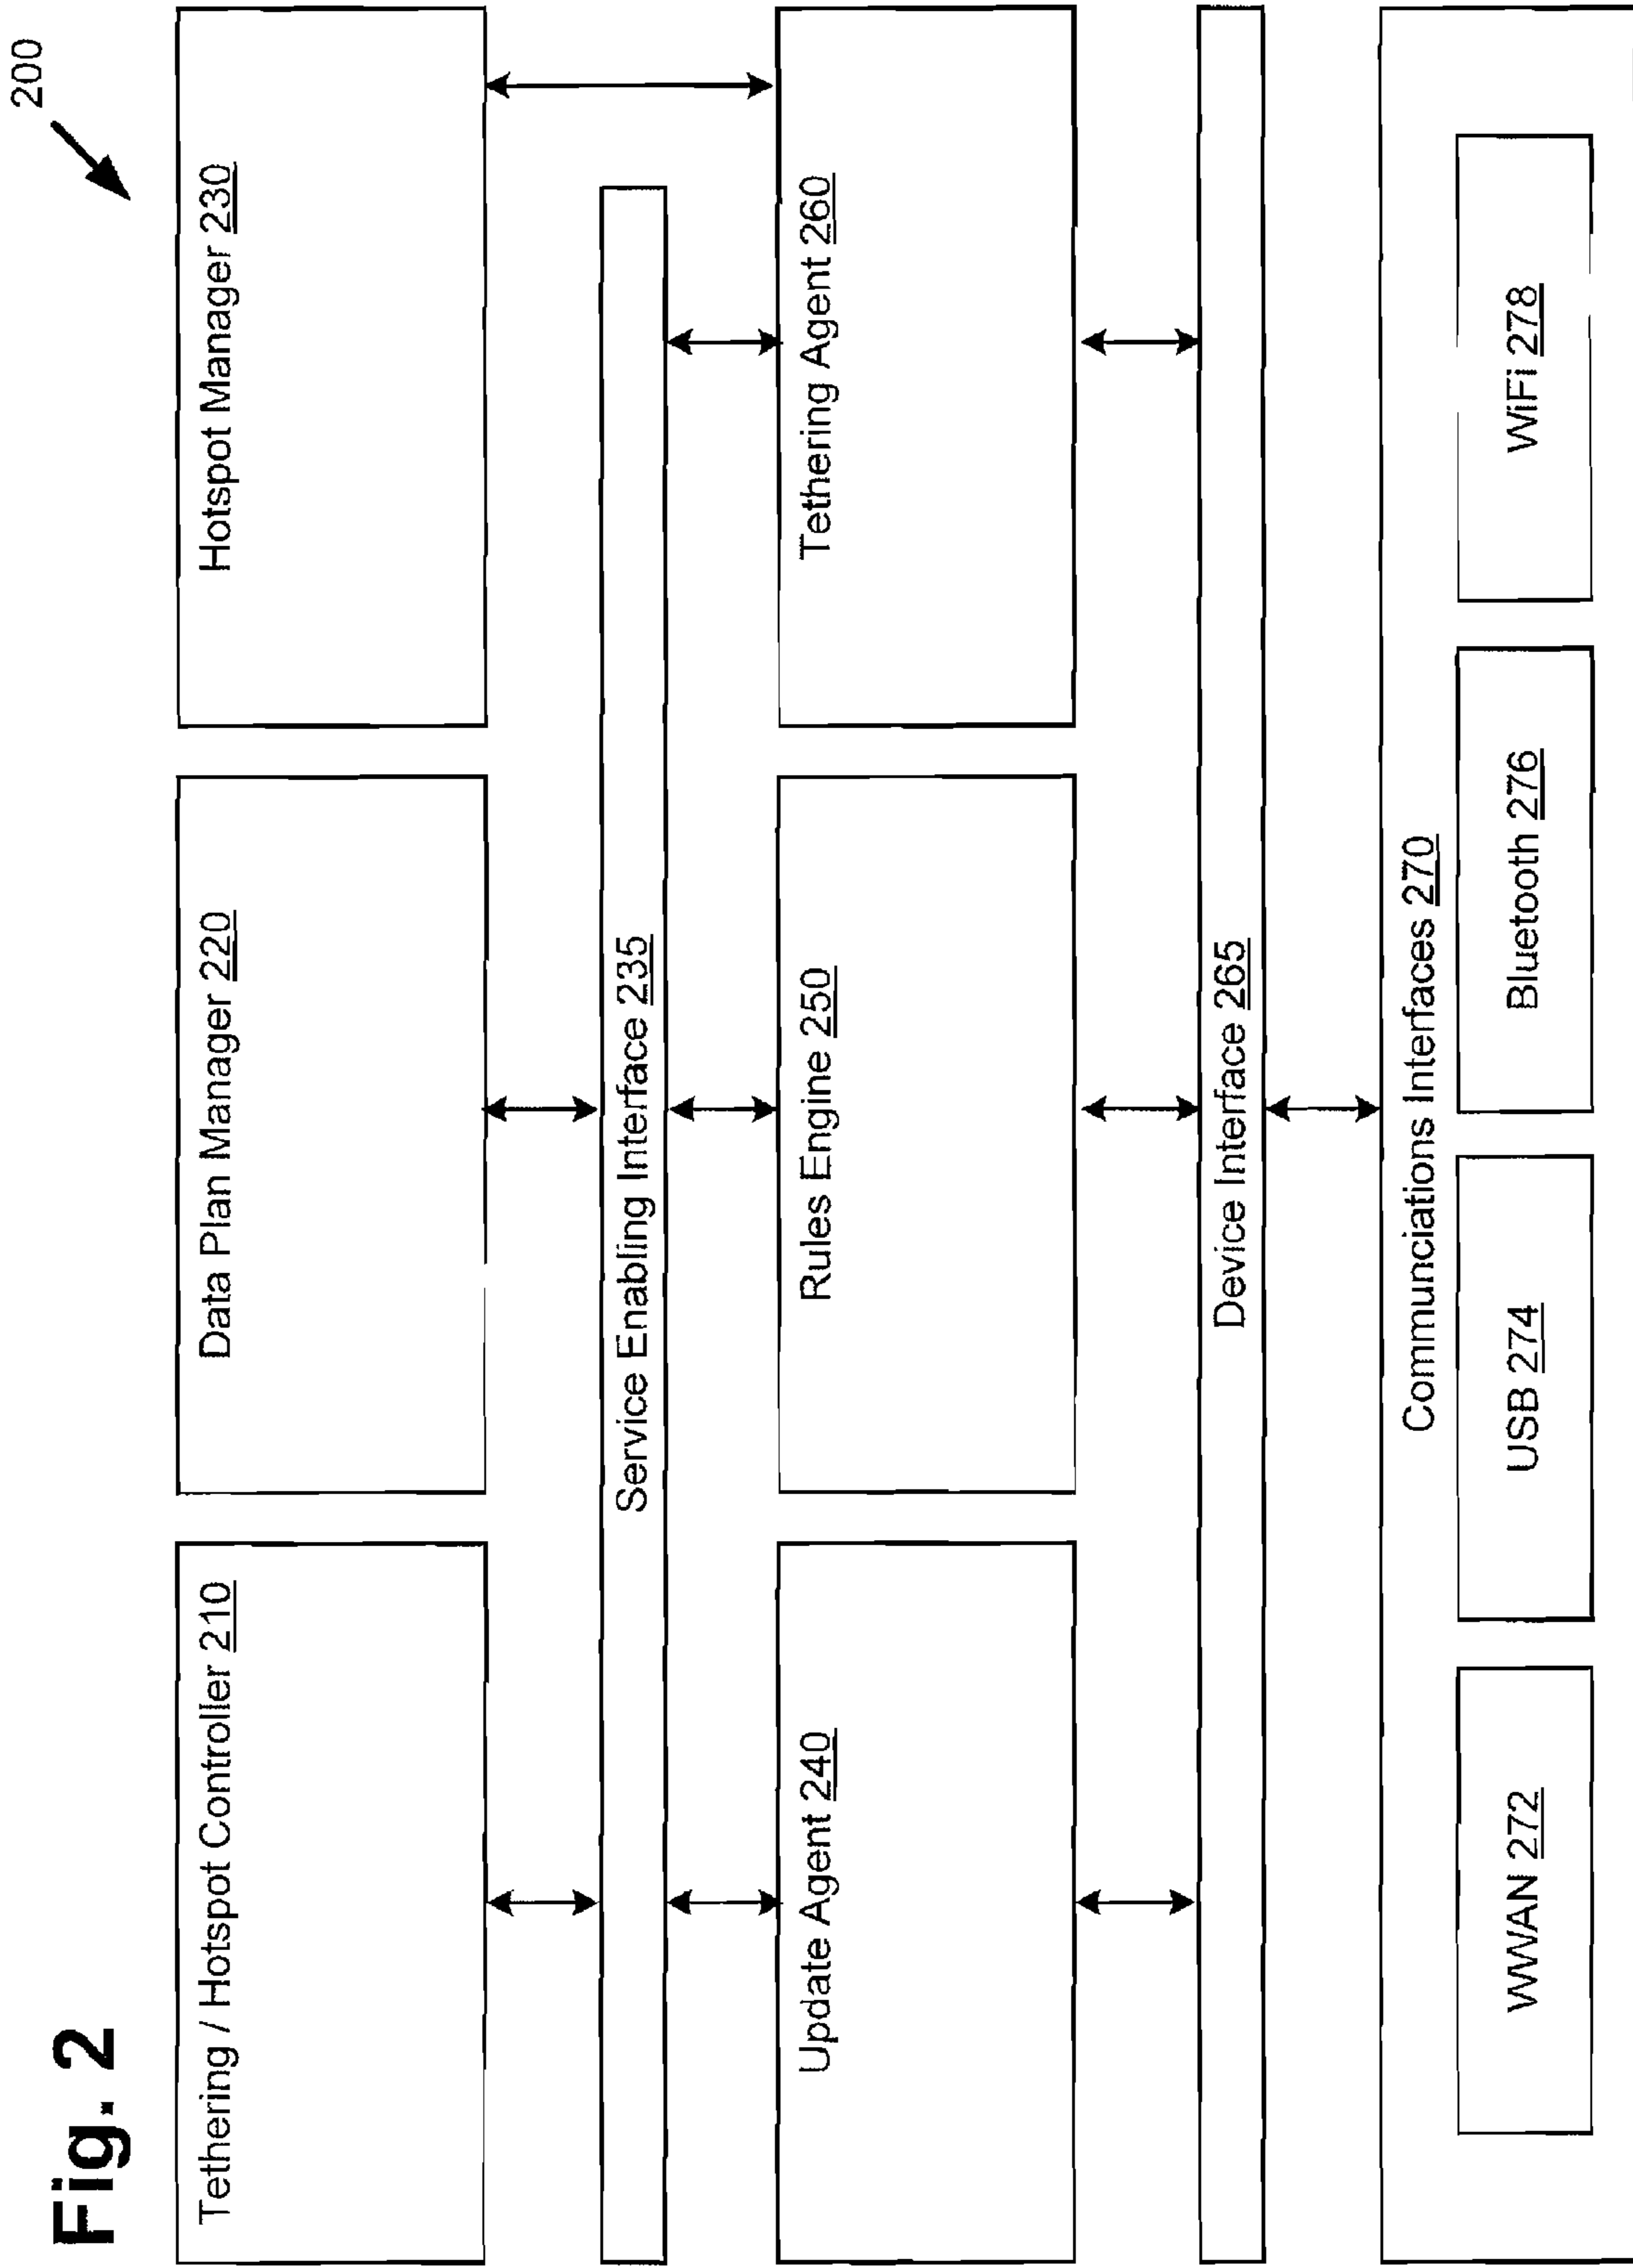 Fig. 2
200
Tethering / Hotspot Controller 210
Data Plan Manager 220
Hotspot Manager 230
Service Enabling Interface 235
Update Agent 240
Rules Engine 250
Tethering Agent 260
Device Interface 265
Communciations Interfaces 270
WWAN 272
USB 274
Bluetooth 276
WiFi 278